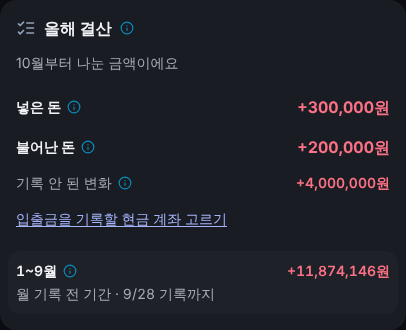 올해 결산
10월부터 나눈 금액이에요
넣은 돈 +300,000원
불어난 돈 +200,000원
기록 안 된 변화 +4,000,000원
입출금을 기록할 현금 계좌 고르기
1~9월 +11,874,146원
월 기록 전 기간 · 9/28 기록까지